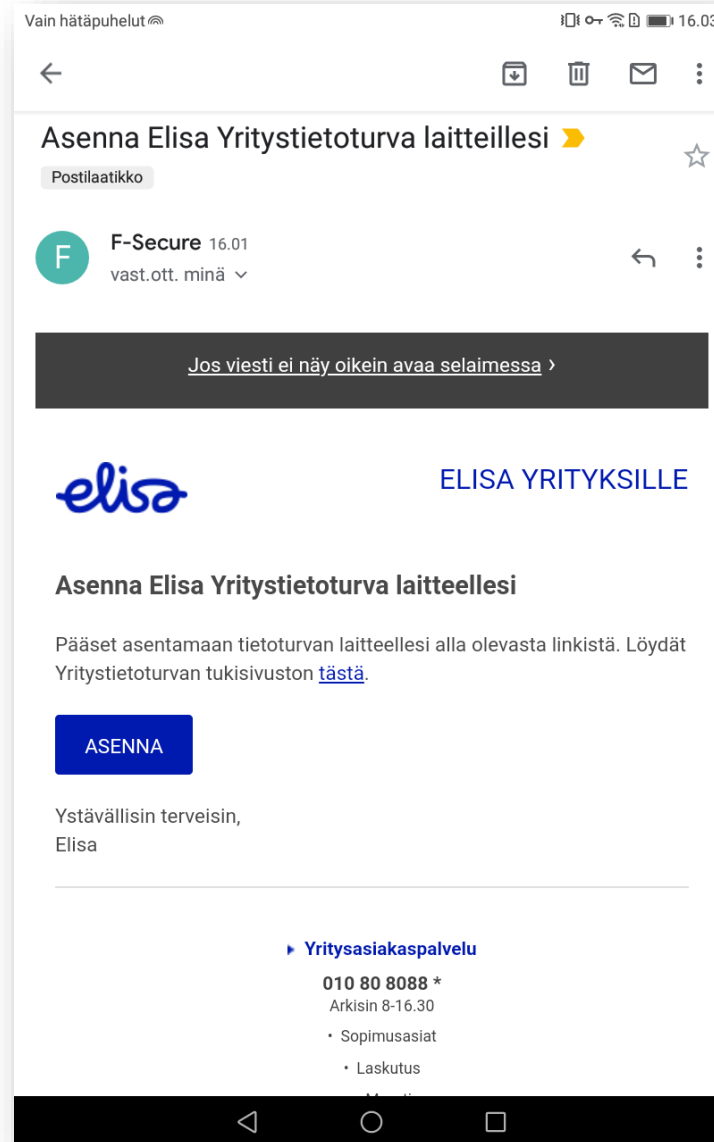 Vain hätäpuhelut
16.03
Asenna Elisa Yritystietoturva laitteillesi
Postilaatikko
F
F-Secure 16.01
vast.ott. minä
Jos viesti ei näy oikein avaa selaimessa ›
elisa
ELISA YRITYKSILLE
Asenna Elisa Yritystietoturva laitteellesi
Pääset asentamaan tietoturvan laitteellesi alla olevasta linkistä. Löydät
Yritystietoturvan tukisivuston tästä.
ASENNA
Ystävällisin terveisin,
Elisa
Yritysasiakaspalvelu
010 80 8088 *
Arkisin 8-16.30
• Sopimusasiat
• Laskutus